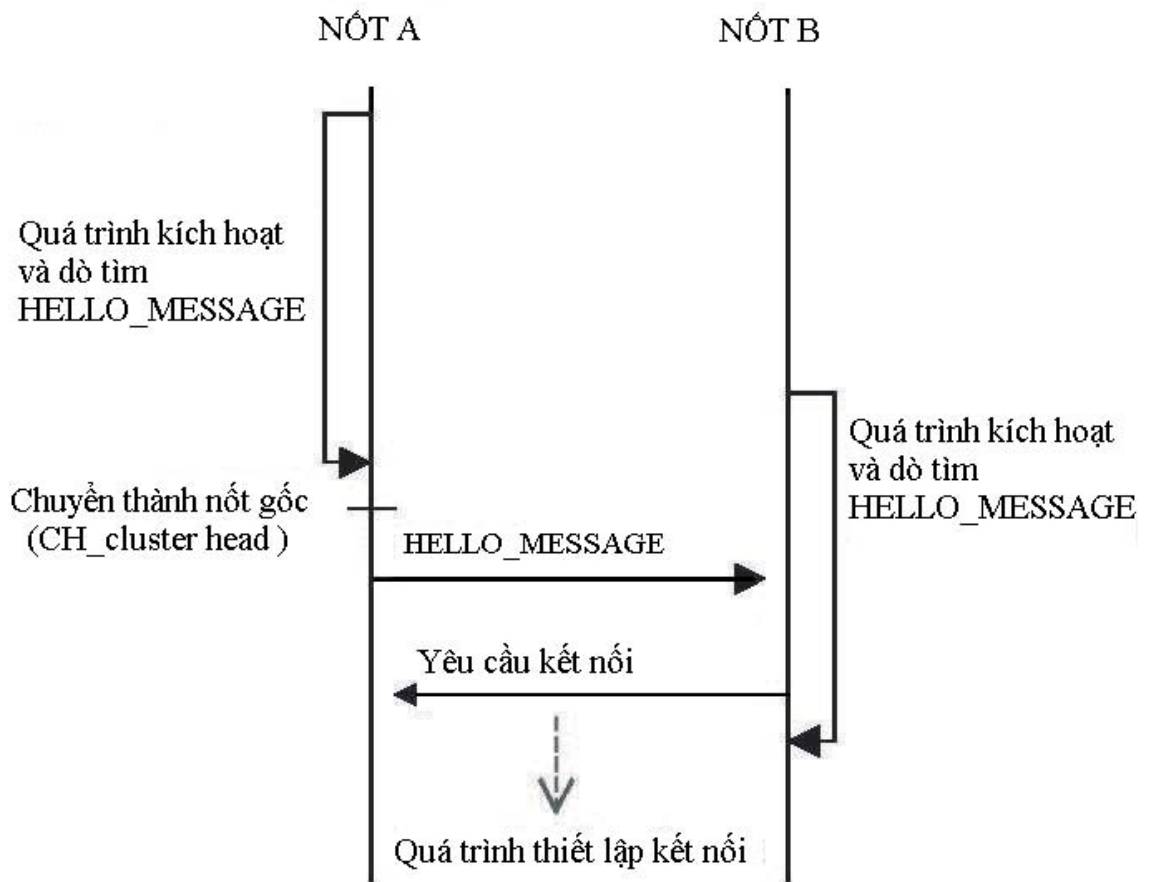 NỐT A
NỐT B
Quá trình kích hoạt
và dò tìm
HELLO_MESSAGE
Quá trình kích hoạt
và dò tìm
HELLO_MESSAGE
Chuyển thành nốt gốc
(CH_cluster head )
HELLO_MESSAGE
Yêu cầu kết nối
Quá trình thiết lập kết nối